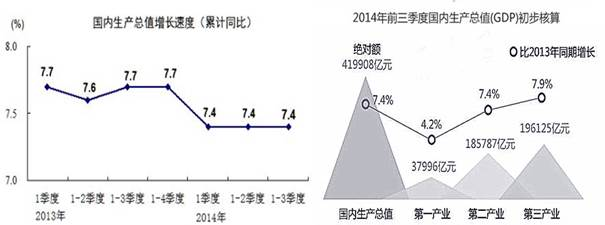 国内生产总值增长速度（累计同比）
(%)
8.0
7.5
7.0
7.7
7.6
7.7
7.7
7.4
7.4
7.4
1季度 1-2季度 1-3季度 1-4季度 1季度 1-2季度 1-3季度
2013年 2014年
2014年前三季度国内生产总值(GDP)初步核算
绝对额
419908亿元
比2013年同期增长
7.4%
4.2%
7.4%
7.9%
37996亿元
185787亿元
196125亿元
国内生产总值 第一产业 第二产业 第三产业